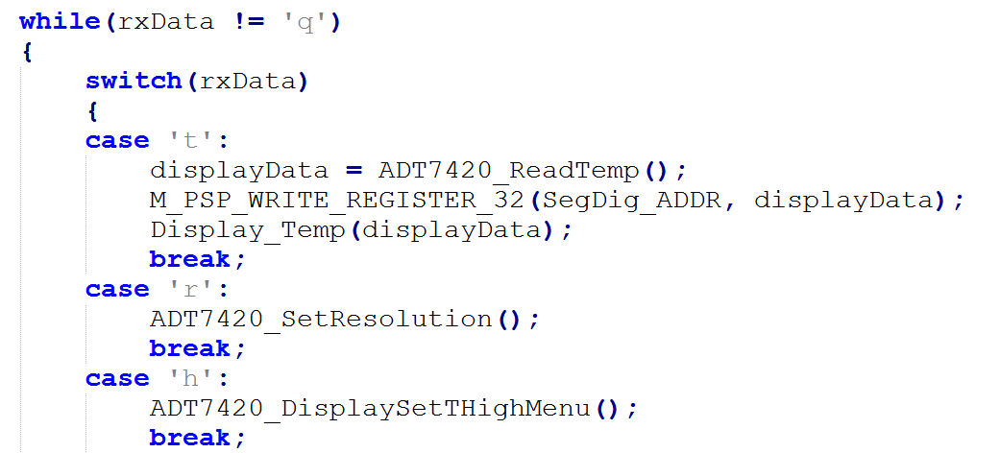 while(rxData != 'q')
{
switch(rxData)
{
case 't':
displayData = ADT7420_ReadTemp();
M_PSP_WRITE_REGISTER_32(SegDig_ADDR, displayData);
Display_Temp(displayData);
break;
case 'r':
ADT7420_SetResolution();
break;
case 'h':
ADT7420_DisplaySetTHighMenu();
break;